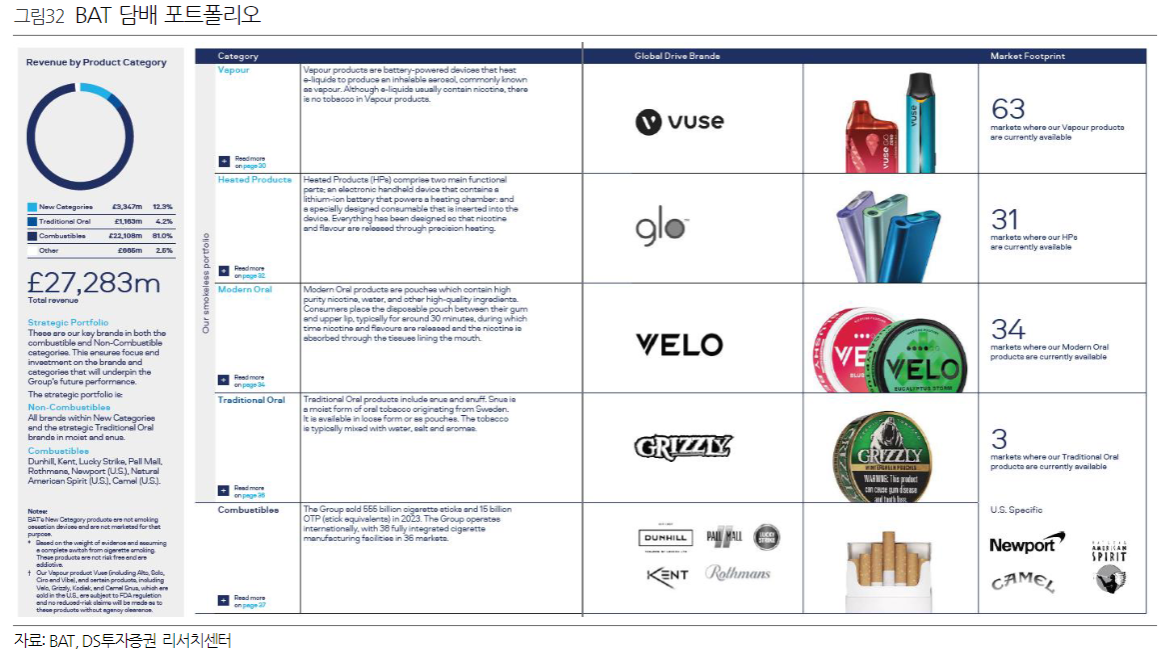 그림32 BAT 담배 포트폴리오
Revenue by Product Category
New Categories £3,347m 12.3%
Traditional Oral £1,163m 4.2%
Combustibles £22,108m 81.0%
Other £665m 2.5%
£27,283m
Total revenue
Strategic Portfolio
These are our key brands in both the
combustible and Non-Combustible
categories. This ensures focus and
investment on the brands and
categories that will underpin the
Group's future performance.
The strategic portfolio is:
Non-Combustibles
All brands within New Categories
and the strategic Traditional Oral
brands in moist and snus.
Combustibles
Dunhill, Kent, Lucky Strike, Pall Mall,
Rothmans, Newport (U.S.), Natural
American Spirit (U.S.), Camel (U.S.).
Notes:
BAT's New Category products are not smoking
cessation devices and are not marketed for that
purpose.
* Based on the weight of evidence and assuming
a complete switch from cigarette smoking.
These products are not risk free and are
addictive.
† Our Vapour product Vuse (including Alto, Solo,
Ciro and Vibe), and certain products, including
Velo, Grizzly, Kodiak, and Camel Snus, which are
sold in the U.S., are subject to FDA regulation
and no reduced-risk claims will be made as to
these products without agency clearance.
Our smokeless portfolio
Category Global Drive Brands Market Footprint
Vapour
Vapour products are battery-powered devices that heat
e-liquids to produce an inhalable aerosol, commonly known
as vapour. Although e-liquids usually contain nicotine, there
is no tobacco in Vapour products.
+ Read more
on page 30
VUSE
vuse
vuse GO
63
markets where our Vapour products
are currently available
Heated Products
Heated Products (HPs) comprise two main functional
parts: an electronic handheld device that contains a
lithium-ion battery that powers a heating chamber: and
a specially designed consumable that is inserted into the
device. Everything has been designed so that nicotine
and flavour are released through precision heating.
+ Read more
on page 32
glo™
31
markets where our HPs
are currently available
Modern Oral
Modern Oral products are pouches which contain high
purity nicotine, water, and other high-quality ingredients.
Consumers place the disposable pouch between their gum
and upper lip, typically for around 30 minutes, during which
time nicotine and flavours are released and the nicotine is
absorbed through the tissues lining the mouth.
+ Read more
on page 34
VELO
VELO
EUCALYPTUS STORM
34
markets where our Modern Oral
products are currently available
Traditional Oral
Traditional Oral products include snus and snuff. Snus is
a moist form of oral tobacco originating from Sweden.
It is available in loose form or as pouches. The tobacco
is typically mixed with water, salt and aromas.
+ Read more
on page 36
GRIZZLY
GRIZZLY
WINTERGREEN POUCHES
WARNING: This product
can cause gum disease
and tooth loss.
3
markets where our Traditional Oral
products are currently available
Combustibles
The Group sold 555 billion cigarette sticks and 15 billion
OTP (stick equivalents) in 2023. The Group operates
internationally, with 38 fully integrated cigarette
manufacturing facilities in 36 markets.
+ Read more
on page 37
DUNHILL
PALL MALL
LUCKY STRIKE
KENT
Rothmans
U.S. Specific
Newport
NATURAL
AMERICAN
SPIRIT
CAMEL
자료: BAT, DS투자증권 리서치센터